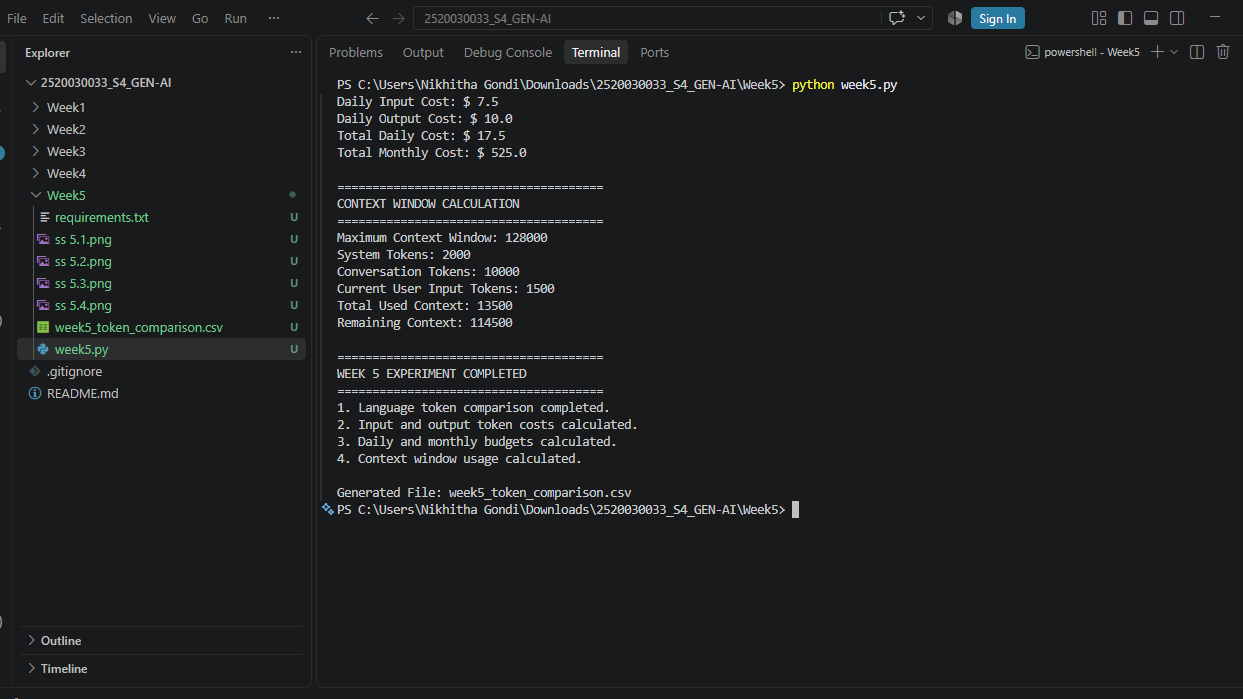 File Edit Selection View Go Run ··· 2520030033_S4_GEN-AI Sign In
Explorer ···
2520030033_S4_GEN-AI
Week1
Week2
Week3
Week4
Week5
requirements.txt U
ss 5.1.png U
ss 5.2.png U
ss 5.3.png U
ss 5.4.png U
week5_token_comparison.csv U
week5.py U
.gitignore
README.md
Outline
Timeline
Problems Output Debug Console Terminal Ports powershell - Week5
PS C:\Users\Nikhitha Gondi\Downloads\2520030033_S4_GEN-AI\Week5> python week5.py
Daily Input Cost: $ 7.5
Daily Output Cost: $ 10.0
Total Daily Cost: $ 17.5
Total Monthly Cost: $ 525.0
======================================
CONTEXT WINDOW CALCULATION
======================================
Maximum Context Window: 128000
System Tokens: 2000
Conversation Tokens: 10000
Current User Input Tokens: 1500
Total Used Context: 13500
Remaining Context: 114500
======================================
WEEK 5 EXPERIMENT COMPLETED
======================================
1. Language token comparison completed.
2. Input and output token costs calculated.
3. Daily and monthly budgets calculated.
4. Context window usage calculated.
Generated File: week5_token_comparison.csv
PS C:\Users\Nikhitha Gondi\Downloads\2520030033_S4_GEN-AI\Week5>